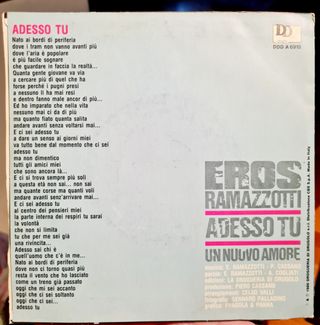 ADESSO TU
Nato ai bordi di periferia
dove i tram non vanno avanti più
dove l'aria è popolare
è più facile sognare
che guardare in faccia la realtà...
Quanta gente giovane va via
a cercare più di quel che ha
forse perché i pugni presi
a nessuno li ha mai resi
e dentro fanno male ancor di più...
Ed ho imparato che nella vita
nessuno mai ci dà di più
ma quanto fiato quanta salita
andare avanti senza voltarsi mai...
E ci sei adesso tu
a dare un senso ai giorni miei
va tutto bene dal momento che ci sei
adesso tu
ma non dimentico
tutti gli amici miei
che sono ancora là...
E ci si trova sempre più soli
a questa età non sai... non sai
ma quante corse ma quanti voli
andare avanti senz'arrivare mai...
E ci sei adesso tu
al centro dei pensieri miei
la parte interna dei respiri tu sarai
la volontà
che non si limita
tu che per me sei già
una rivincita...
Adesso sai chi è
quell'uomo che c'è in me...
Nato ai bordi di periferia
dove non ci torno quasi più
resta il vento che ho lasciato
come un treno già passato
oggi che mi sei accanto
oggi che ci sei soltanto
oggi che ci sei...
adesso tu
DDD
DDD A 6910
EROS
RAMAZZOTTI
ADESSO TU
UN NUOVO AMORE